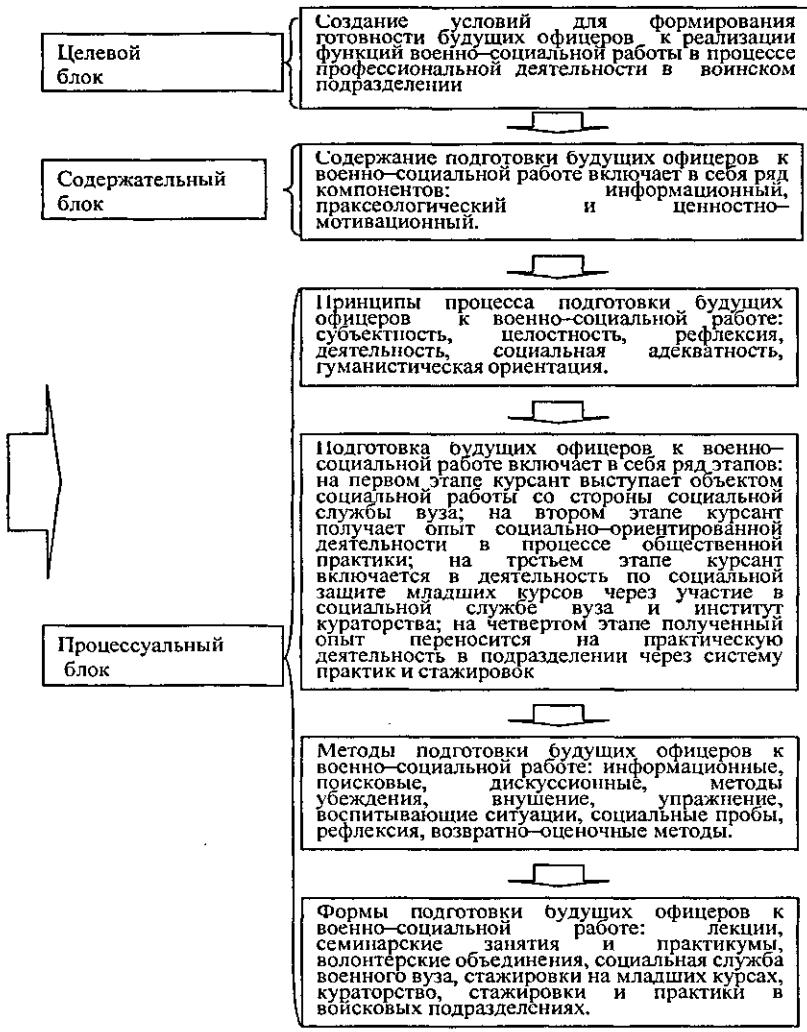 Целевой
блок
Создание условий для формирования
готовности будущих офицеров к реализации
функций военно–социальной работы в процессе
профессиональной деятельности в воинском
подразделении
Содержательный
блок
Содержание подготовки будущих офицеров к
военно–социальной работе включает в себя ряд
компонентов: информационный,
праксеологический и ценностно–
мотивационный.
Процессуальный
блок
Принципы процесса подготовки будущих
офицеров к военно–социальной работе:
субъектность, целостность, рефлексия,
деятельность, социальная адекватность,
гуманистическая ориентация.
Подготовка будущих офицеров к военно–
социальной работе включает в себя ряд этапов:
на первом этапе курсант выступает объектом
социальной работы со стороны социальной
службы вуза; на втором этапе курсант
получает опыт социально–ориентированной
деятельности в процессе общественной
практики; на третьем этапе курсант
включается в деятельность по социальной
защите младших курсов через участие в
социальной службе вуза и институт
кураторства; на четвертом этапе полученный
опыт переносится на практическую
деятельность в подразделении через систему
практик и стажировок
Методы подготовки будущих офицеров к
военно–социальной работе: информационные,
поисковые, дискуссионные, методы
убеждения, внушение, упражнение,
воспитывающие ситуации, социальные пробы,
рефлексия, возвратно–оценочные методы.
Формы подготовки будущих офицеров к
военно–социальной работе: лекции,
семинарские занятия и практикумы,
волонтерские объединения, социальная служба
военного вуза, стажировки на младших курсах,
кураторство, стажировки и практики в
войсковых подразделениях.